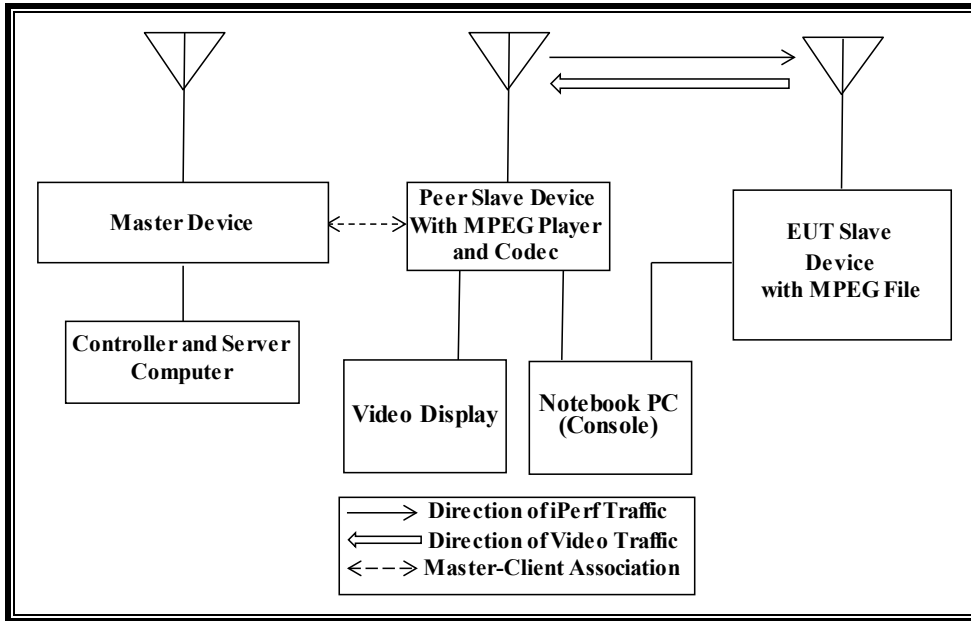 Master Device
Peer Slave Device
With MPEG Player
and Codec
EUT Slave
Device
with MPEG File
Controller and Server
Computer
Video Display
Notebook PC
(Console)
Direction of iPerf Traffic
Direction of Video Traffic
Master-Client Association